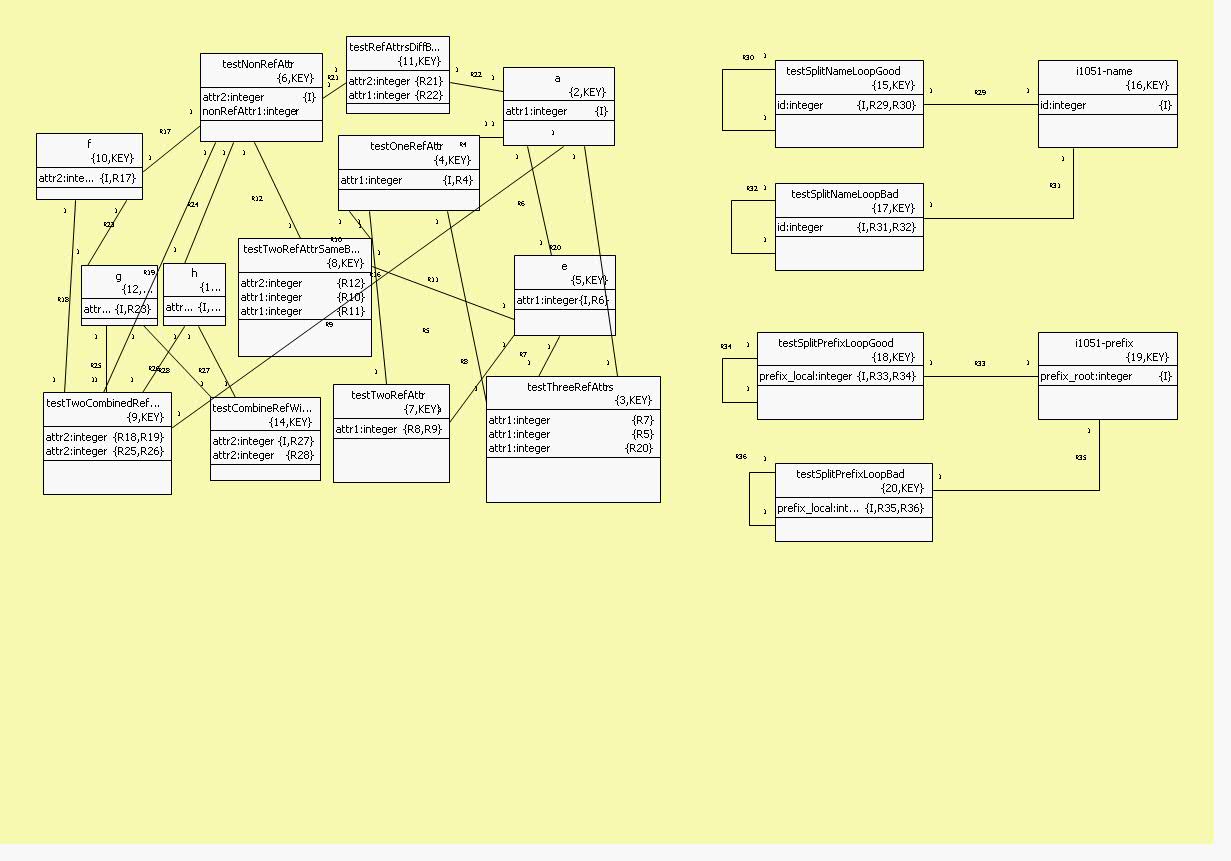 testNonRefAttr
{6,KEY}
attr2:integer {I}
nonRefAttr1:integer
testRefAttrsDiffB...
{11,KEY}
attr2:integer {R21}
attr1:integer {R22}
a
{2,KEY}
attr1:integer {I}
f
{10,KEY}
attr2:inte... {I,R17}
testOneRefAttr
{4,KEY}
attr1:integer {I,R4}
testTwoRefAttrSameB...
{8,KEY}
attr2:integer {R12}
attr1:integer {R10}
attr1:integer {R11}
g
{12,...
attr... {I,R23}
h
{1...
attr... {I,...
e
{5,KEY}
attr1:integer{I,R6}
testTwoCombinedRef...
{9,KEY}
attr2:integer {R18,R19}
attr2:integer {R25,R26}
testCombineRefWi...
{14,KEY}
attr2:integer {I,R27}
attr2:integer {R28}
testTwoRefAttr
{7,KEY}
attr1:integer {R8,R9}
testThreeRefAttrs
{3,KEY}
attr1:integer {R7}
attr1:integer {R5}
attr1:integer {R20}
R17
R21
R22
R4
R24
R12
R6
R23
R10
R20
R19
R16
R11
R18
R9
R5
R7
R8
R25
R26
R28
R27
testSplitNameLoopGood
{15,KEY}
id:integer {I,R29,R30}
R30
R29
i1051-name
{16,KEY}
id:integer {I}
R31
testSplitNameLoopBad
{17,KEY}
id:integer {I,R31,R32}
R32
testSplitPrefixLoopGood
{18,KEY}
prefix_local:integer {I,R33,R34}
R34
R33
i1051-prefix
{19,KEY}
prefix_root:integer {I}
R35
testSplitPrefixLoopBad
{20,KEY}
prefix_local:int... {I,R35,R36}
R36